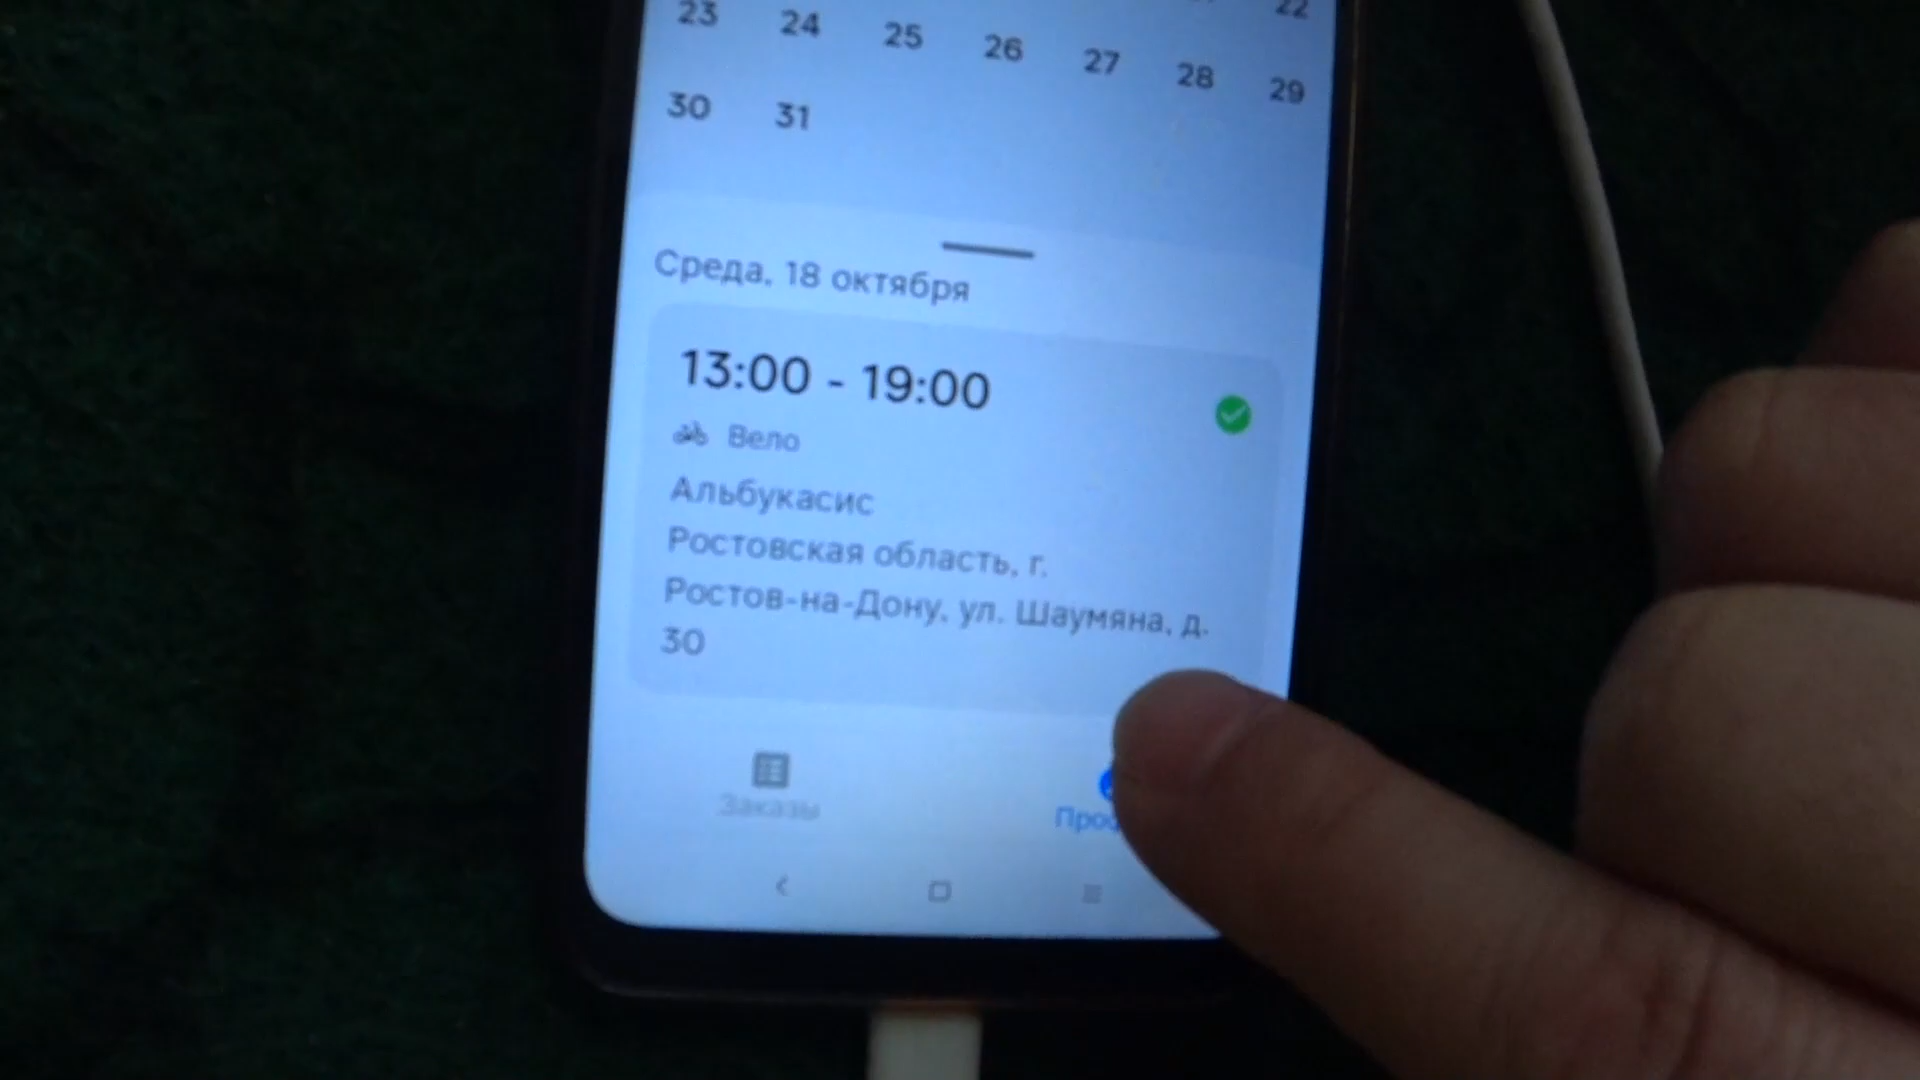 22
23 24 25 26 27 28 29
30 31
Среда, 18 октября
13:00 - 19:00
Вело
Альбукасис
Ростовская область, г.
Ростов-на-Дону, ул. Шаумяна, д.
30
Заказы